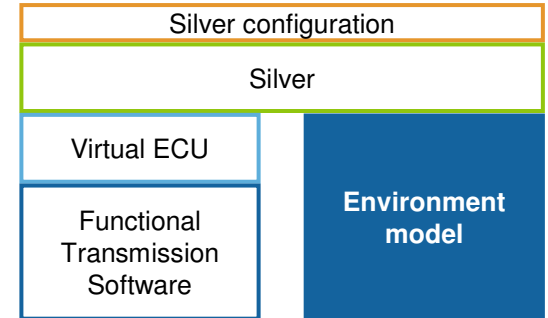 Silver configuration
Silver
Virtual ECU
Functional
Transmission
Software
Environment
model